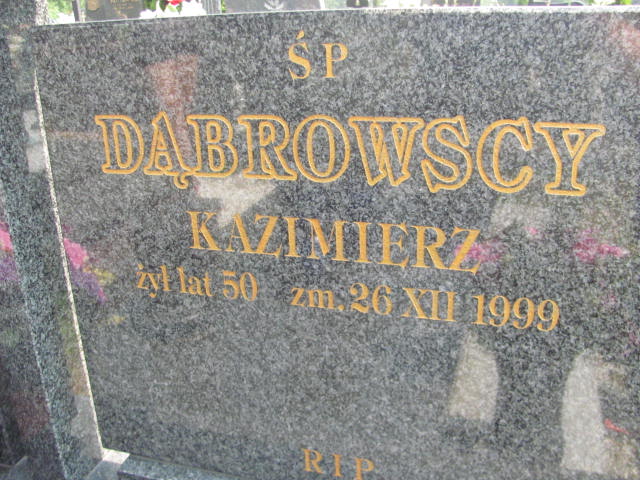 ŚP
DĄBROWSCY
KAZIMIERZ
żył lat 50 zm. 26 XII 1999
RIP